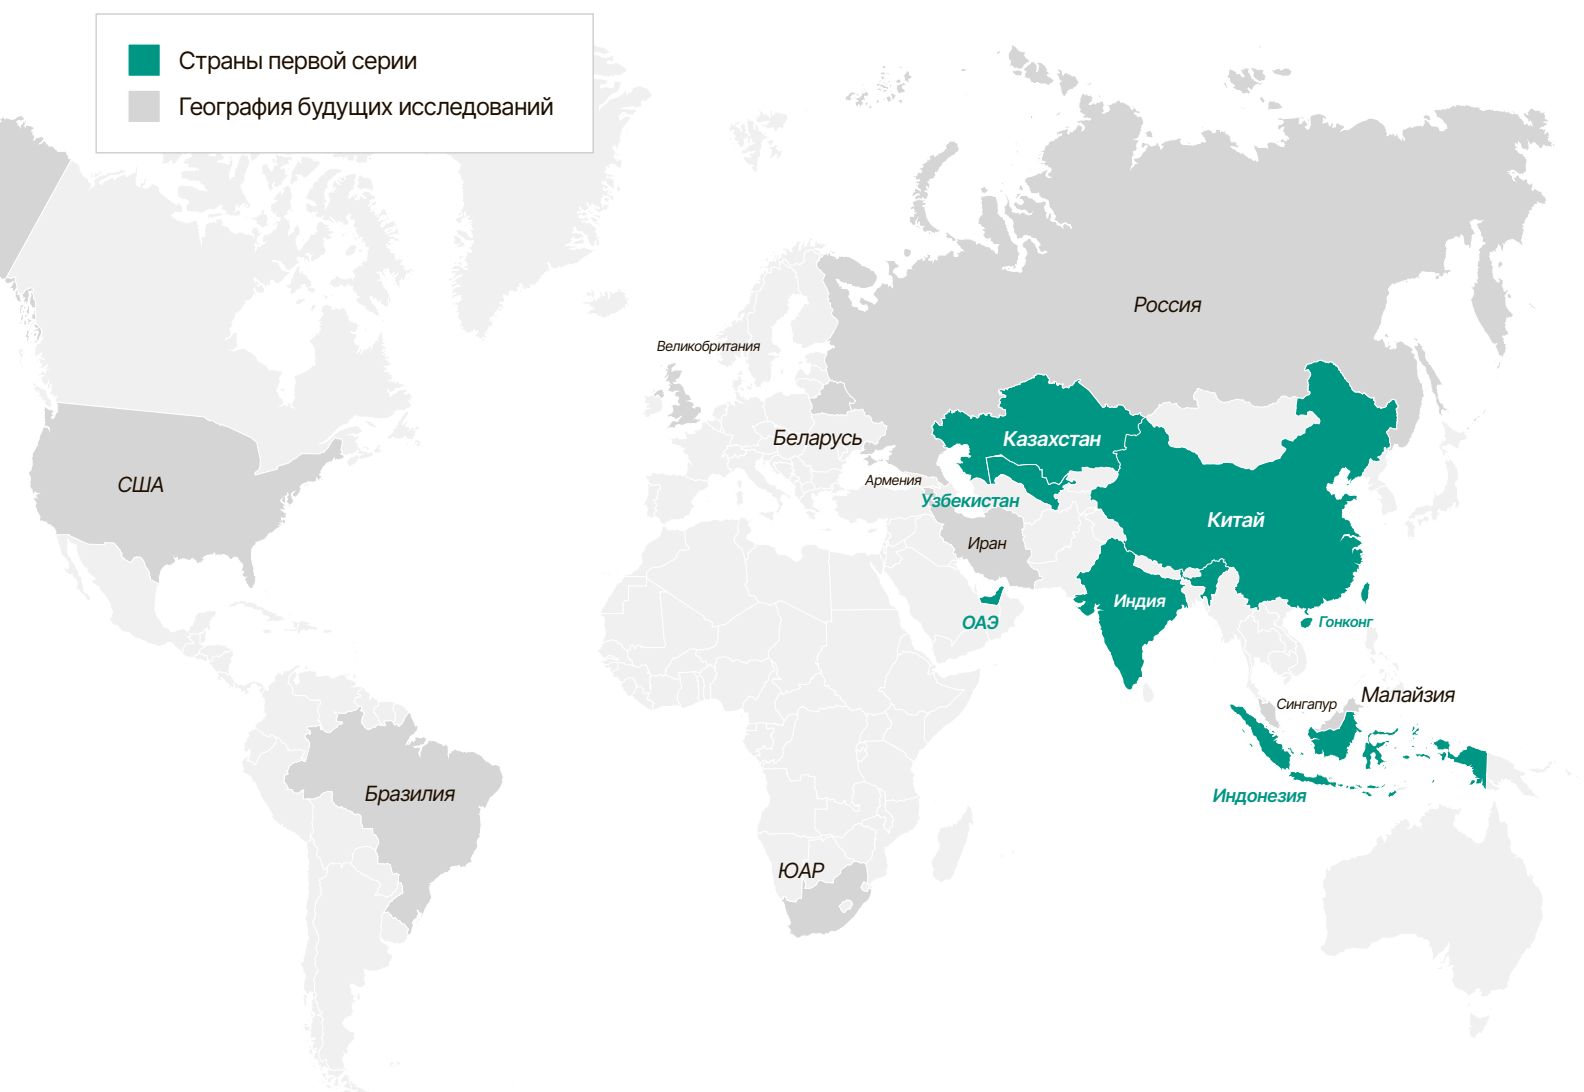 Страны первой серии
География будущих исследований
Россия
Великобритания
Беларусь
Казахстан
США
Армения
Узбекистан
Китай
Иран
Индия
ОАЭ
Гонконг
Малайзия
Сингапур
Индонезия
Бразилия
ЮАР